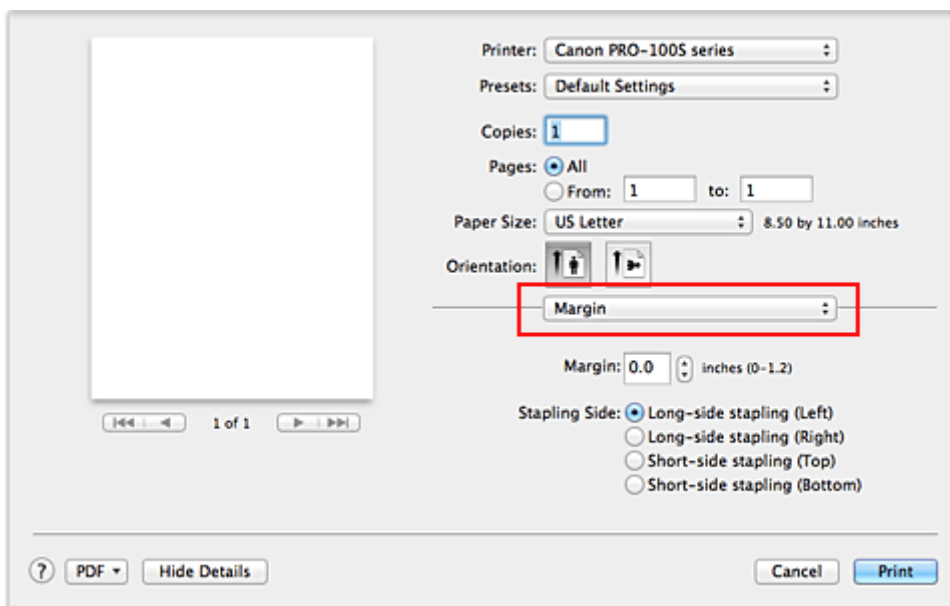 Printer: Canon PRO-100S series
Presets: Default Settings
Copies: 1
Pages: All
From: 1 to: 1
Paper Size: US Letter 8.50 by 11.00 inches
Orientation:
Margin
Margin: 0.0 inches (0-1.2)
Stapling Side: Long-side stapling (Left)
Long-side stapling (Right)
Short-side stapling (Top)
Short-side stapling (Bottom)
1 of 1
? PDF Hide Details Cancel Print